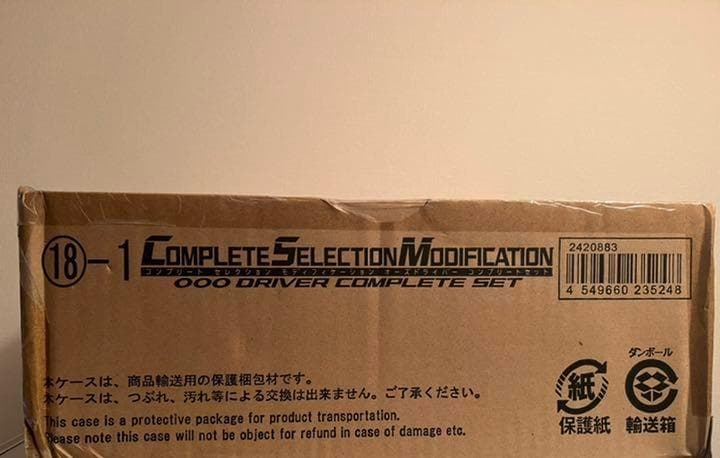 ⑱-1 COMPLETE SELECTION MODIFICATION
コンプリート セレクション モディフィケーション オーズドライバー コンプリートセット
OOO DRIVER COMPLETE SET
2420883
4 549660 235248
本ケースは、商品輸送用の保護梱包材です。
本ケースは、つぶれ、汚れ等による交換は出来ません。ご了承ください。
This case is a protective package for product transportation.
Please note this case will not be object for refund in case of damage etc.
紙
保護紙
ダンボール
輸送箱